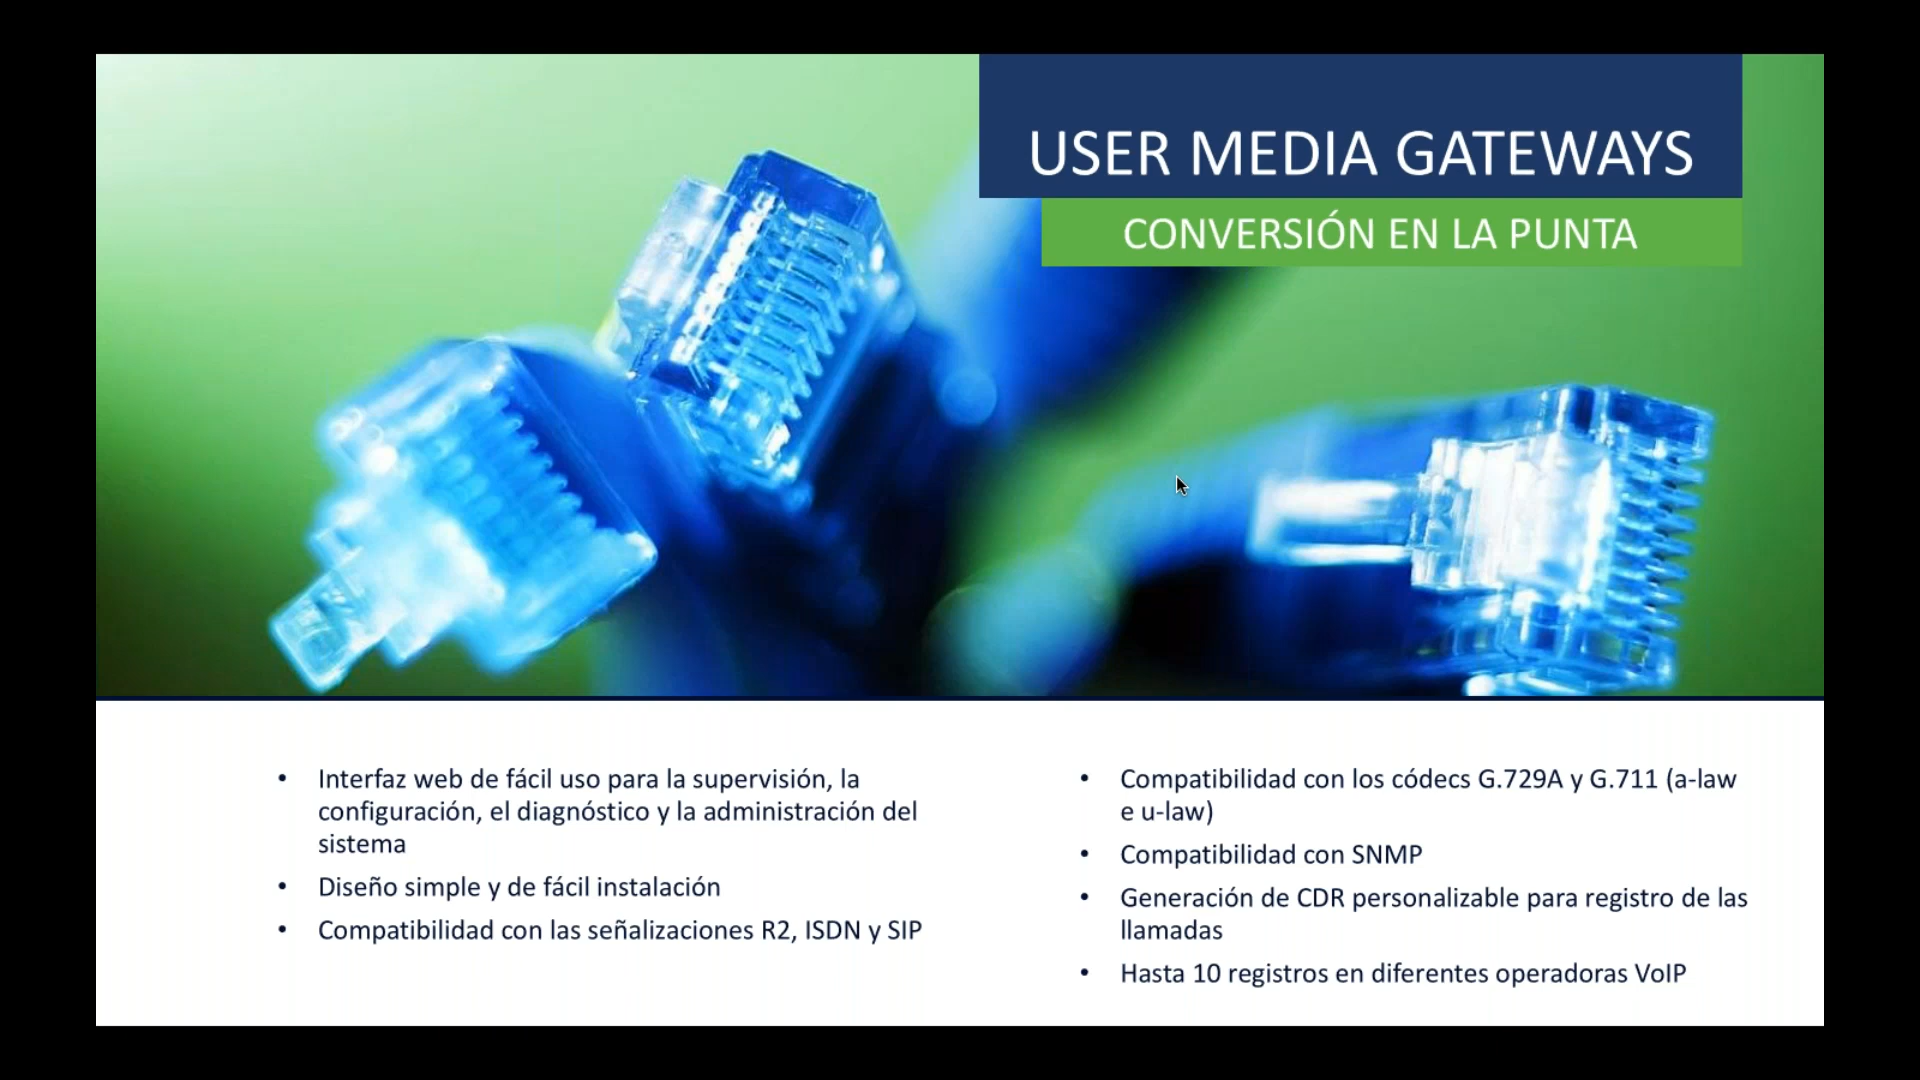 USER MEDIA GATEWAYS
CONVERSIÓN EN LA PUNTA
• Interfaz web de fácil uso para la supervisión, la
configuración, el diagnóstico y la administración del
sistema
• Diseño simple y de fácil instalación
• Compatibilidad con las señalizaciones R2, ISDN y SIP
• Compatibilidad con los códecs G.729A y G.711 (a-law
e u-law)
• Compatibilidad con SNMP
• Generación de CDR personalizable para registro de las
llamadas
• Hasta 10 registros en diferentes operadoras VoIP